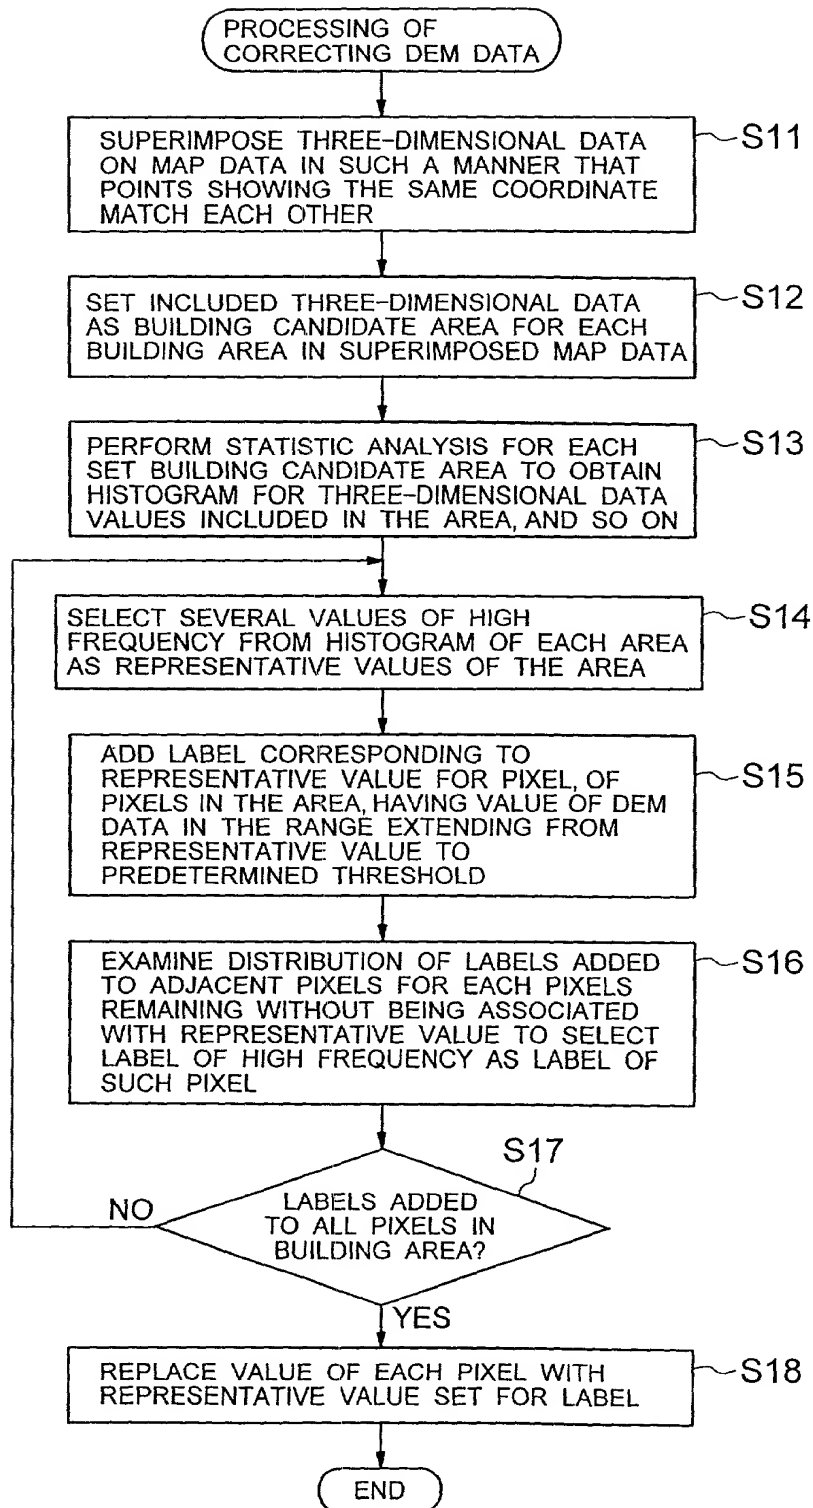 PROCESSING OF
CORRECTING DEM DATA
SUPERIMPOSE THREE-DIMENSIONAL DATA
ON MAP DATA IN SUCH A MANNER THAT
POINTS SHOWING THE SAME COORDINATE
MATCH EACH OTHER
S11
SET INCLUDED THREE-DIMENSIONAL DATA
AS BUILDING CANDIDATE AREA FOR EACH
BUILDING AREA IN SUPERIMPOSED MAP DATA
S12
PERFORM STATISTIC ANALYSIS FOR EACH
SET BUILDING CANDIDATE AREA TO OBTAIN
HISTOGRAM FOR THREE-DIMENSIONAL DATA
VALUES INCLUDED IN THE AREA, AND SO ON
S13
SELECT SEVERAL VALUES OF HIGH
FREQUENCY FROM HISTOGRAM OF EACH AREA
AS REPRESENTATIVE VALUES OF THE AREA
S14
ADD LABEL CORRESPONDING TO
REPRESENTATIVE VALUE FOR PIXEL, OF
PIXELS IN THE AREA, HAVING VALUE OF DEM
DATA IN THE RANGE EXTENDING FROM
REPRESENTATIVE VALUE TO
PREDETERMINED THRESHOLD
S15
EXAMINE DISTRIBUTION OF LABELS ADDED
TO ADJACENT PIXELS FOR EACH PIXELS
REMAINING WITHOUT BEING ASSOCIATED
WITH REPRESENTATIVE VALUE TO SELECT
LABEL OF HIGH FREQUENCY AS LABEL OF
SUCH PIXEL
S16
S17
LABELS ADDED
TO ALL PIXELS IN
BUILDING AREA?
NO
YES
REPLACE VALUE OF EACH PIXEL WITH
REPRESENTATIVE VALUE SET FOR LABEL
S18
END